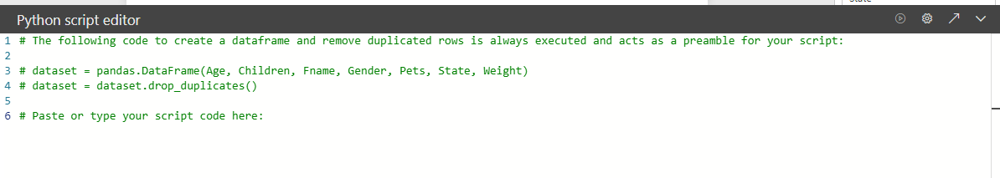 State
Python script editor
1 # The following code to create a dataframe and remove duplicated rows is always executed and acts as a preamble for your script:
2
3 # dataset = pandas.DataFrame(Age, Children, Fname, Gender, Pets, State, Weight)
4 # dataset = dataset.drop_duplicates()
5
6 # Paste or type your script code here: